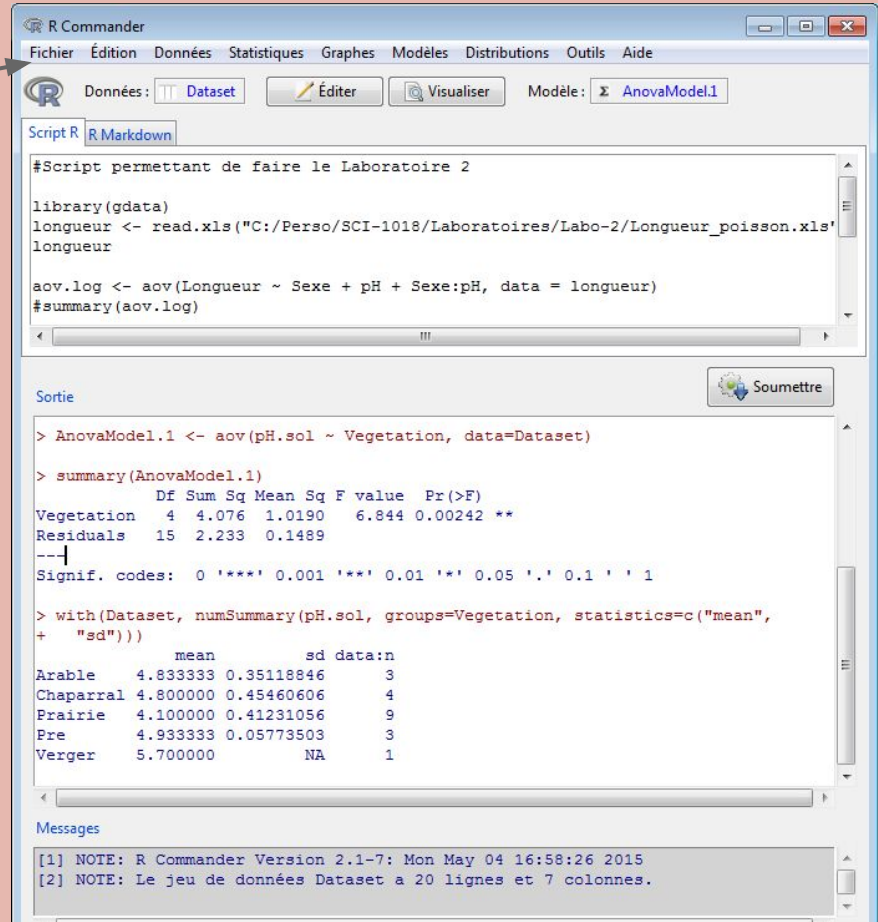 R Commander
Fichier Édition Données Statistiques Graphes Modèles Distributions Outils Aide
R Données : Dataset Éditer Visualiser Modèle : Σ AnovaModel.1
Script R R Markdown
#Script permettant de faire le Laboratoire 2
library(gdata)
longueur <- read.xls("C:/Perso/SCI-1018/Laboratoires/Labo-2/Longueur_poisson.xls"
longueur
aov.log <- aov(Longueur ~ Sexe + pH + Sexe:pH, data = longueur)
#summary(aov.log)
Soumettre
Sortie
> AnovaModel.1 <- aov(pH.sol ~ Vegetation, data=Dataset)
> summary(AnovaModel.1)
Df Sum Sq Mean Sq F value Pr(>F)
Vegetation 4 4.076 1.0190 6.844 0.00242 **
Residuals 15 2.233 0.1489
---
Signif. codes: 0 '***' 0.001 '**' 0.01 '*' 0.05 '.' 0.1 ' ' 1
> with(Dataset, numSummary(pH.sol, groups=Vegetation, statistics=c("mean",
+ "sd")))
mean sd data:n
Arable 4.833333 0.35118846 3
Chaparral 4.800000 0.45460606 4
Prairie 4.100000 0.41231056 9
Pre 4.933333 0.05773503 3
Verger 5.700000 NA 1
Messages
[1] NOTE: R Commander Version 2.1-7: Mon May 04 16:58:26 2015
[2] NOTE: Le jeu de données Dataset a 20 lignes et 7 colonnes.